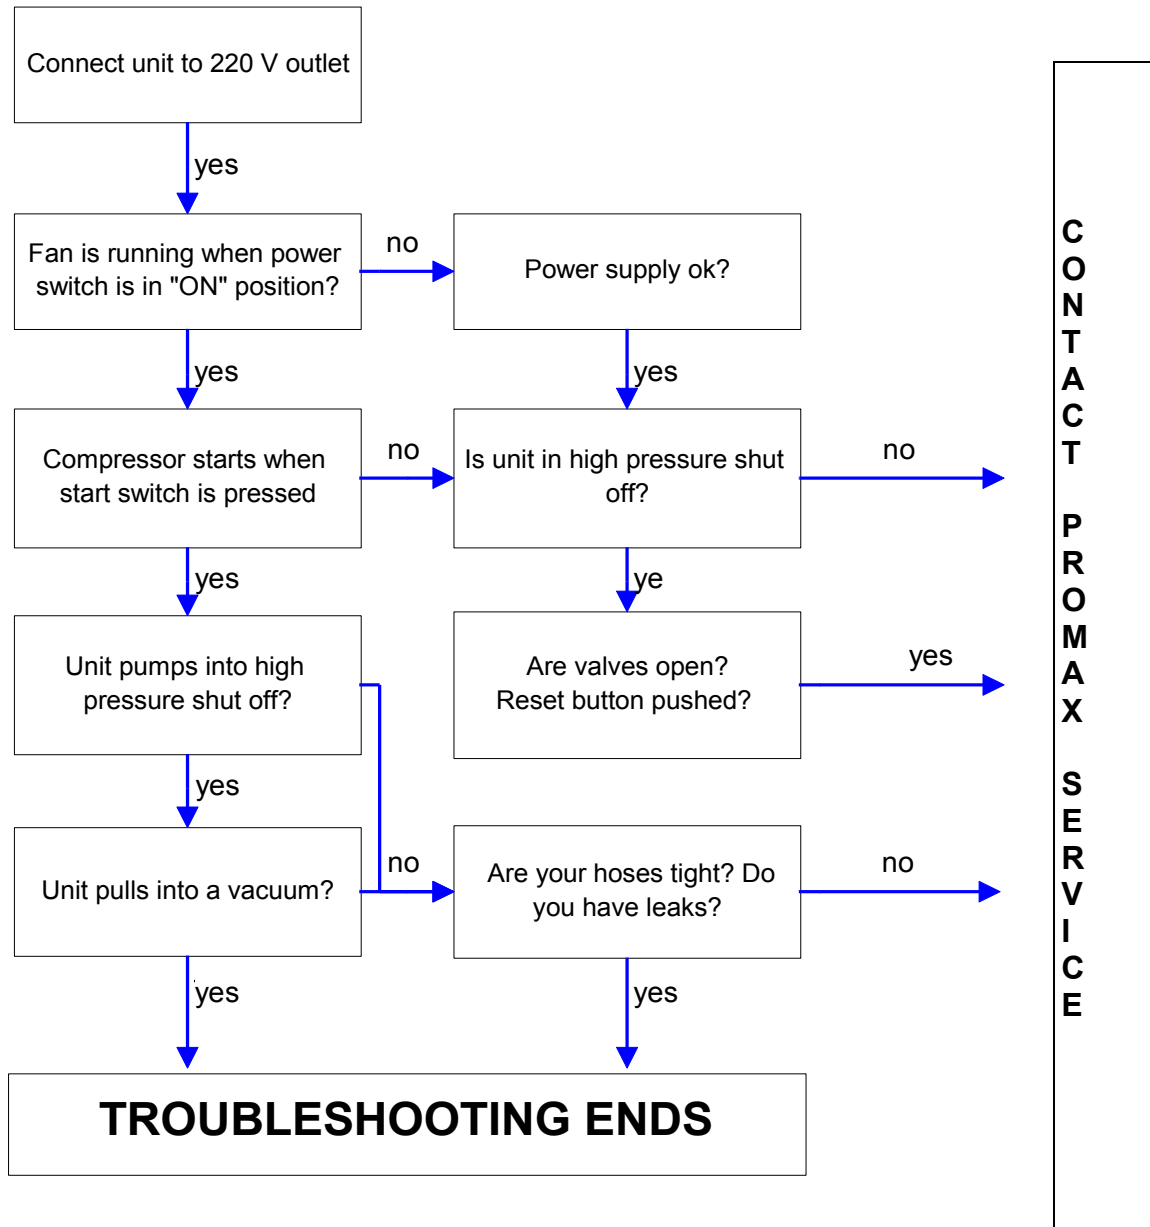 Connect unit to 220 V outlet
yes
Fan is running when power
switch is in "ON" position?
no
Power supply ok?
yes
yes
Compressor starts when
start switch is pressed
no
Is unit in high pressure shut
off?
no
yes
ye
Unit pumps into high
pressure shut off?
Are valves open?
Reset button pushed?
yes
yes
Unit pulls into a vacuum?
no
Are your hoses tight? Do
you have leaks?
no
yes
yes
TROUBLESHOOTING ENDS
CONTACT PROMAX SERVICE